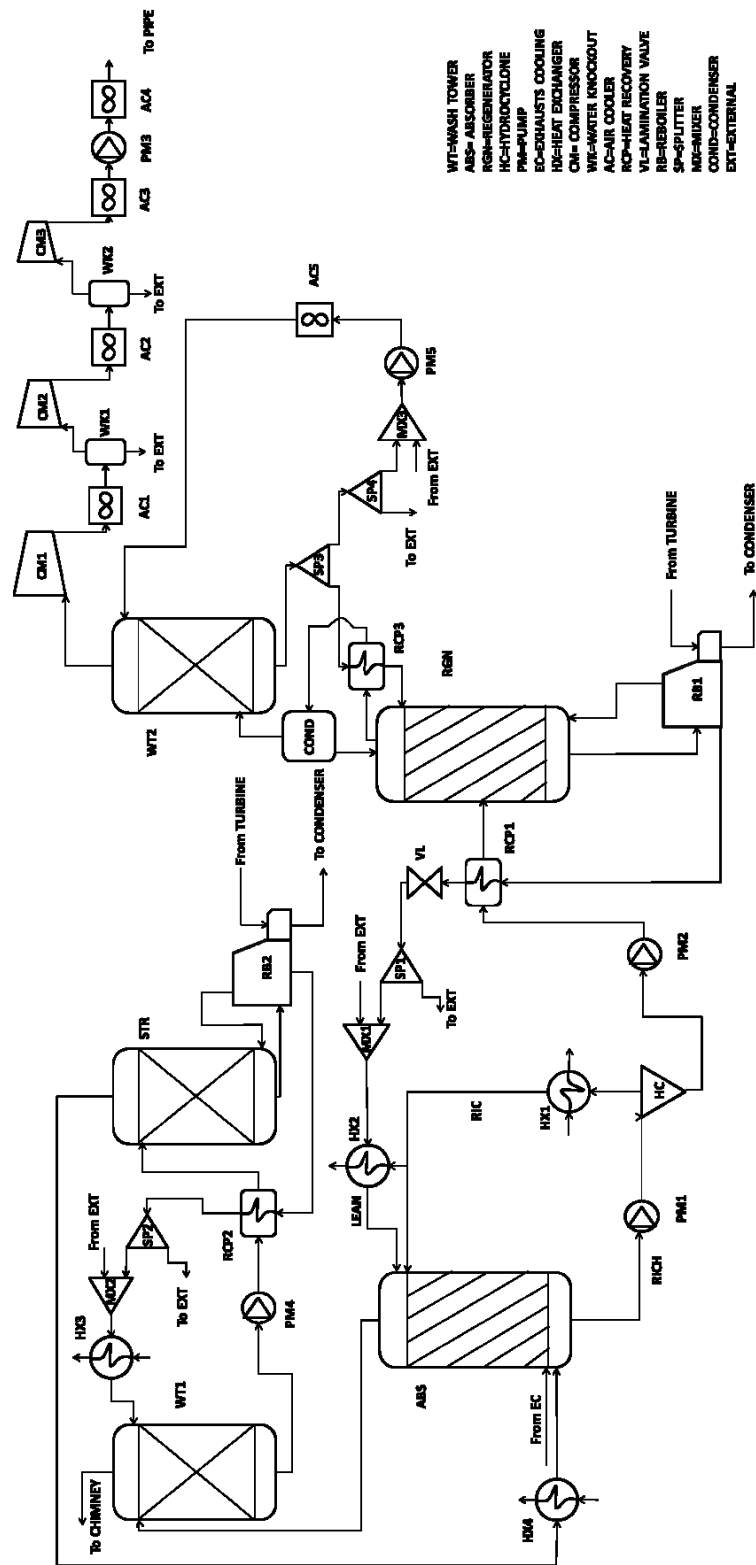 To CHIMNEY
WT1
HX3
MX2
From EXT
SP2
To EXT
RCP2
PM4
STR
RB2
From TURBINE
To CONDENSER
WT2
COND
RCP3
RGN
SP3
SP4
To EXT
From EXT
MX3
PM5
AC5
CM1
AC1
WK1
To EXT
CM2
AC2
WK2
To EXT
CM3
AC3
PM3
AC4
To PIPE
HX4
From EC
ABS
LEAN
HX2
MX1
From EXT
SP1
To EXT
VL
RCP1
RIC
HX1
HC
RICH
PM1
PM2
RB1
From TURBINE
To CONDENSER
WT=WASH TOWER
ABS= ABSORBER
RGN=REGENERATOR
HC=HYDROCYCLONE
PM=PUMP
EC=EXHAUSTS COOLING
HX=HEAT EXCHANGER
CM= COMPRESSOR
WK=WATER KNOCKOUT
AC=AIR COOLER
RCP=HEAT RECOVERY
VL=LAMINATION VALVE
RB=REBOILER
SP=SPLITTER
MX=MIXER
COND=CONDENSER
EXT=EXTERNAL